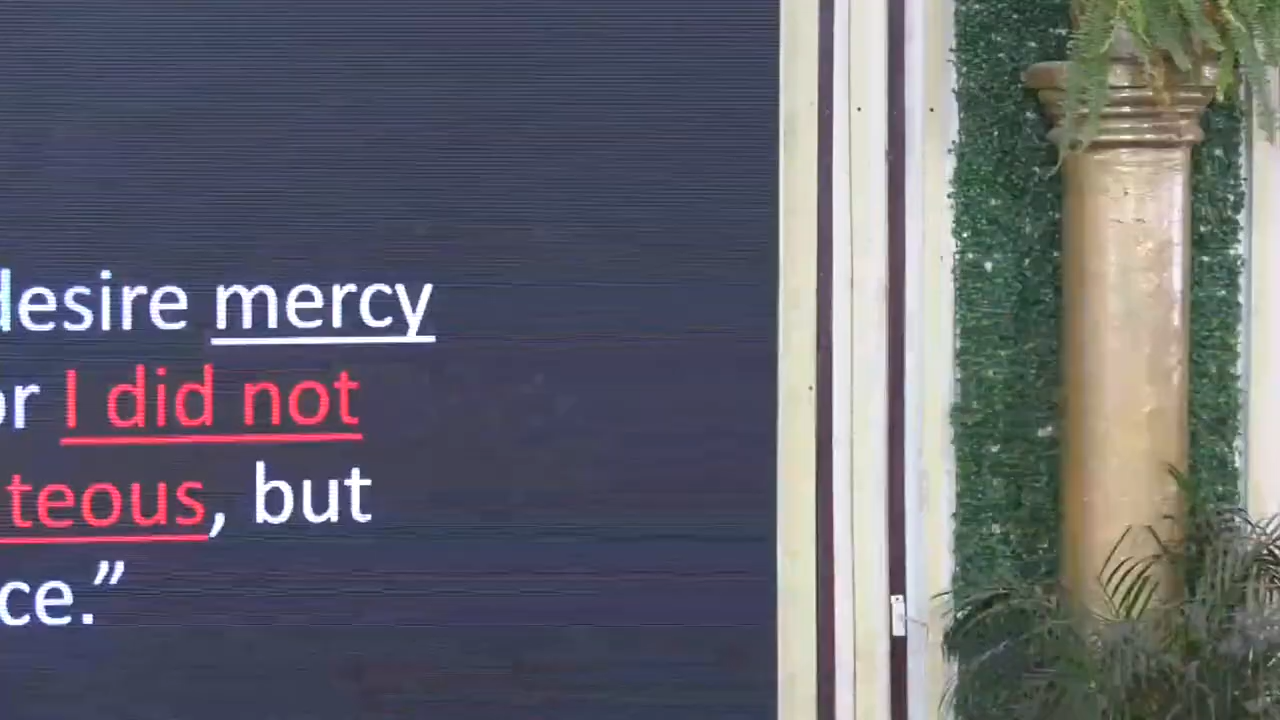 desire mercy
or I did not
teous, but
ce.”